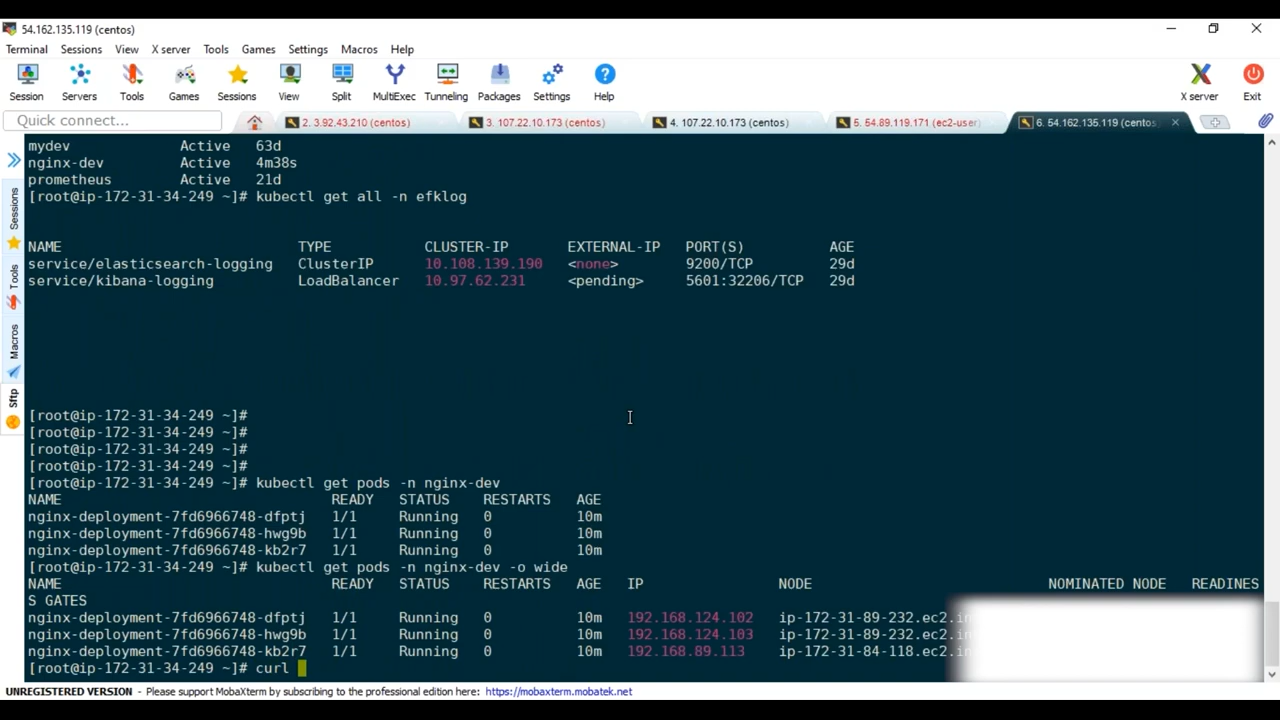 54.162.135.119 (centos)
Terminal Sessions View X server Tools Games Settings Macros Help
Session Servers Tools Games Sessions View Split MultiExec Tunneling Packages Settings Help X server Exit
Quick connect... 2. 3.92.43.210 (centos) 3. 107.22.10.173 (centos) 4. 107.22.10.173 (centos) 5. 54.89.119.171 (ec2-user) 6. 54.162.135.119 (centos)
Sessions
Tools
Macros
Sftp
mydev Active 63d
nginx-dev Active 4m38s
prometheus Active 21d
[root@ip-172-31-34-249 ~]# kubectl get all -n efklog
NAME TYPE CLUSTER-IP EXTERNAL-IP PORT(S) AGE
service/elasticsearch-logging ClusterIP 10.108.139.190 <none> 9200/TCP 29d
service/kibana-logging LoadBalancer 10.97.62.231 <pending> 5601:32206/TCP 29d
[root@ip-172-31-34-249 ~]#
[root@ip-172-31-34-249 ~]#
[root@ip-172-31-34-249 ~]#
[root@ip-172-31-34-249 ~]#
[root@ip-172-31-34-249 ~]# kubectl get pods -n nginx-dev
NAME READY STATUS RESTARTS AGE
nginx-deployment-7fd6966748-dfptj 1/1 Running 0 10m
nginx-deployment-7fd6966748-hwg9b 1/1 Running 0 10m
nginx-deployment-7fd6966748-kb2r7 1/1 Running 0 10m
[root@ip-172-31-34-249 ~]# kubectl get pods -n nginx-dev -o wide
NAME READY STATUS RESTARTS AGE IP NODE NOMINATED NODE READINES
S GATES
nginx-deployment-7fd6966748-dfptj 1/1 Running 0 10m 192.168.124.102 ip-172-31-89-232.ec2.in
nginx-deployment-7fd6966748-hwg9b 1/1 Running 0 10m 192.168.124.103 ip-172-31-89-232.ec2.in
nginx-deployment-7fd6966748-kb2r7 1/1 Running 0 10m 192.168.89.113 ip-172-31-84-118.ec2.in
[root@ip-172-31-34-249 ~]# curl
UNREGISTERED VERSION - Please support MobaXterm by subscribing to the professional edition here: https://mobaxterm.mobatek.net